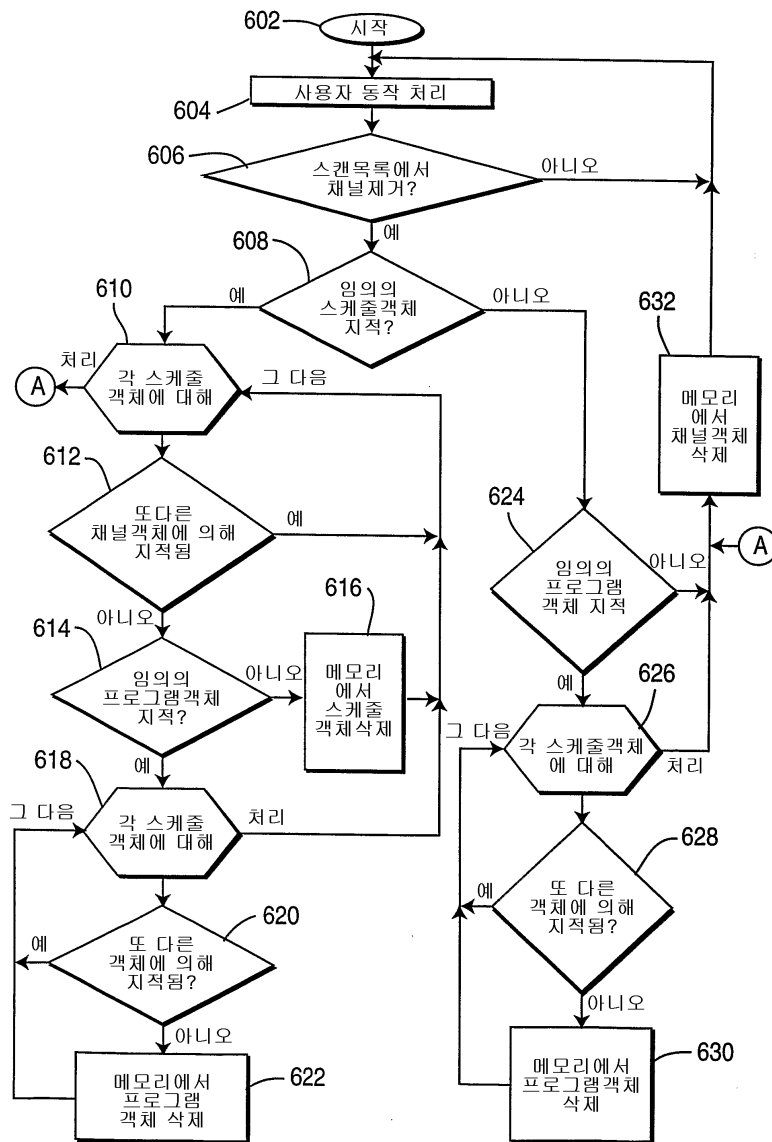 602
시작
604
사용자 동작 처리
606
스캔목록에서
채널제거?
아니오
예
608
임의의
스케줄객체
지적?
예
아니오
610
처리
A
각 스케줄
객체에 대해
그 다음
632
메모리
에서
채널객체
삭제
612
또다른
채널객체에 의해
지적됨
예
아니오
624
임의의
프로그램
객체 지적
아니오
A
예
614
임의의
프로그램객체
지적?
아니오
예
616
메모리
에서
스케줄
객체삭제
626
그 다음
각 스케줄객체
에 대해
처리
618
그 다음
각 스케줄
객체에 대해
처리
628
또 다른
객체에 의해
지적됨?
예
아니오
620
또 다른
객체에 의해
지적됨?
예
아니오
622
메모리에서
프로그램
객체 삭제
630
메모리에서
프로그램객체
삭제